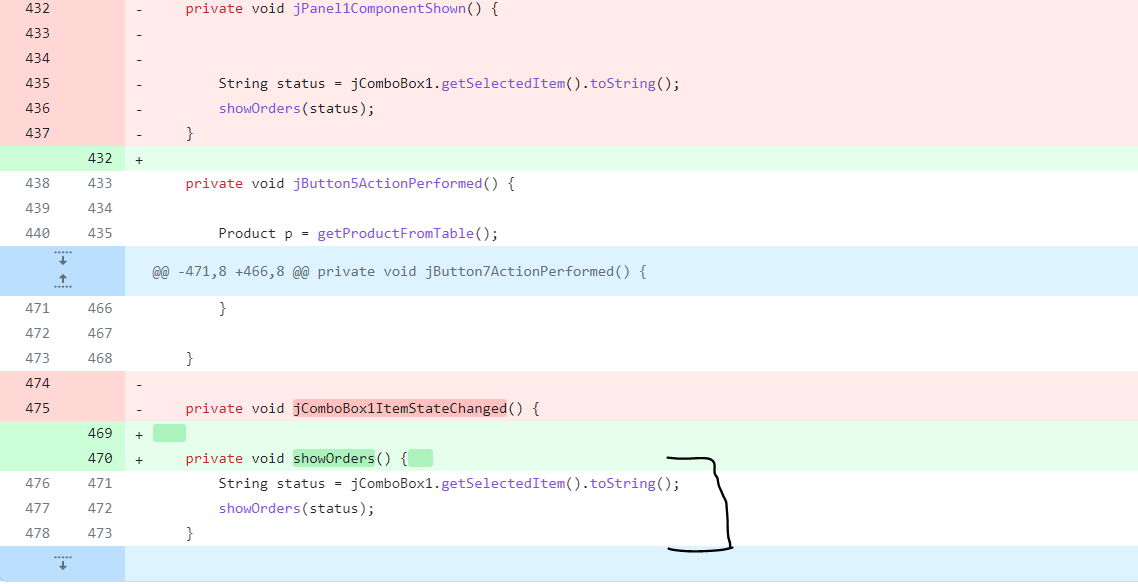 432 - private void jPanel1ComponentShown() {
433 -
434 -
435 - String status = jComboBox1.getSelectedItem().toString();
436 - showOrders(status);
437 - }
432 +
438 433 private void jButton5ActionPerformed() {
439 434
440 435 Product p = getProductFromTable();
@@ -471,8 +466,8 @@ private void jButton7ActionPerformed() {
471 466 }
472 467
473 468 }
474 -
475 - private void jComboBox1ItemStateChanged() {
469 +
470 + private void showOrders() {
476 471 String status = jComboBox1.getSelectedItem().toString();
477 472 showOrders(status);
478 473 }